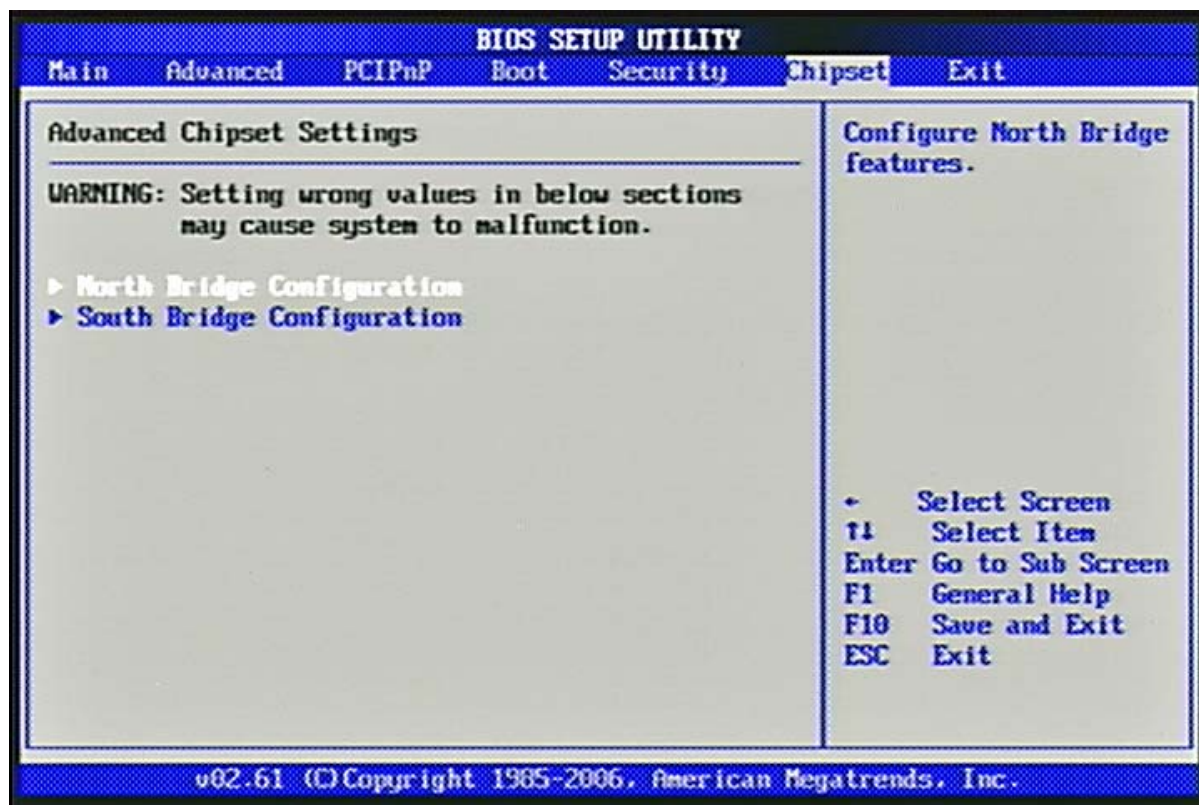 BIOS SETUP UTILITY
Main Advanced PCIPnP Boot Security Chipset Exit
Advanced Chipset Settings
WARNING: Setting wrong values in below sections
may cause system to malfunction.
► North Bridge Configuration
► South Bridge Configuration
Configure North Bridge
features.
← Select Screen
↑↓ Select Item
Enter Go to Sub Screen
F1 General Help
F10 Save and Exit
ESC Exit
v02.61 (C)Copyright 1985-2006, American Megatrends, Inc.